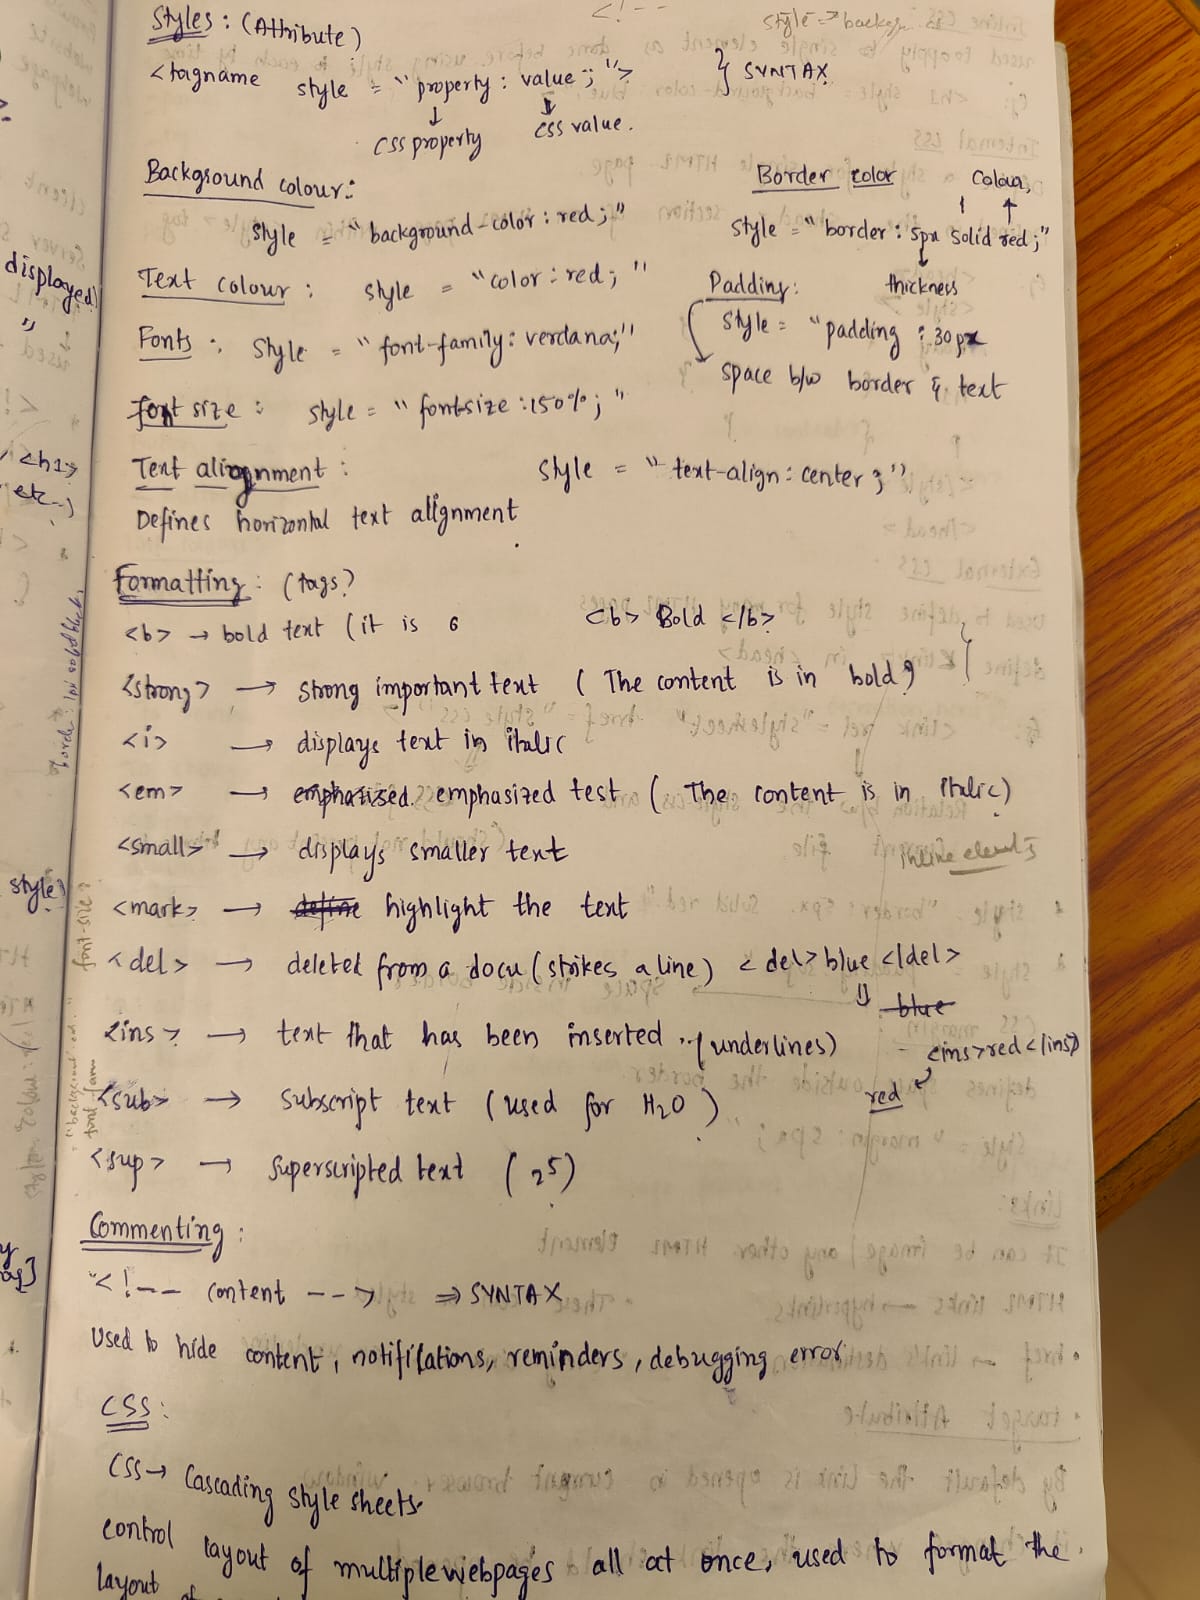 Styles : (Attribute)
<tagname style = "property : value ; "> } SYNTAX
↓ ↓
CSS property CSS value.
Background colour :
style = "background-color : red ; "
Border color
Colour,
style = "border : 5px solid red ; "
thickness
Text colour : style = "color : red ; "
Padding :
style = "padding : 30px
space b/w border & text
Fonts : Style = "font-family : verdana;"
font size : style = "fontsize : 150% ; "
Text alignment : style = "text-align : center ; "
Defines horizontal text alignment
Formatting : (tags)
<b> → bold text (it is 6 <b> Bold </b>
<strong> → strong important text ( The content is in bold)
<i> → displays text in italic
<em> → emphasized emphasized test ( The content is in italic)
<small> → displays smaller text
inline elements
<mark> → define highlight the text
<del> → deleted from a docu (strikes a line) <del> blue </del>
⇓ blue
<ins> → text that has been inserted . (underlines)
<ins>red</ins>
red
<sub> → subscript text (used for H2O )
<sup> → superscripted text ( 2⁵)
Commenting :
"<!-- content --> ⇒ SYNTAX
Used to hide content, notifications, reminders, debugging error
CSS :
CSS → Cascading style sheets
control layout of multiple webpages all at once, used to format the
layout
displayed)
<h1>
etc..)
style)
font-size